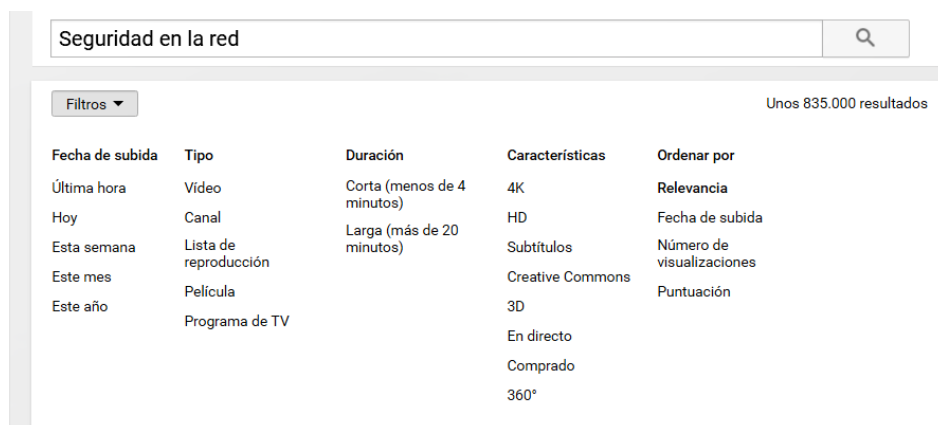 Seguridad en la red
Filtros
Unos 835.000 resultados
Fecha de subida
Última hora
Hoy
Esta semana
Este mes
Este año
Tipo
Vídeo
Canal
Lista de
reproducción
Película
Programa de TV
Duración
Corta (menos de 4
minutos)
Larga (más de 20
minutos)
Características
4K
HD
Subtítulos
Creative Commons
3D
En directo
Comprado
360°
Ordenar por
Relevancia
Fecha de subida
Número de
visualizaciones
Puntuación